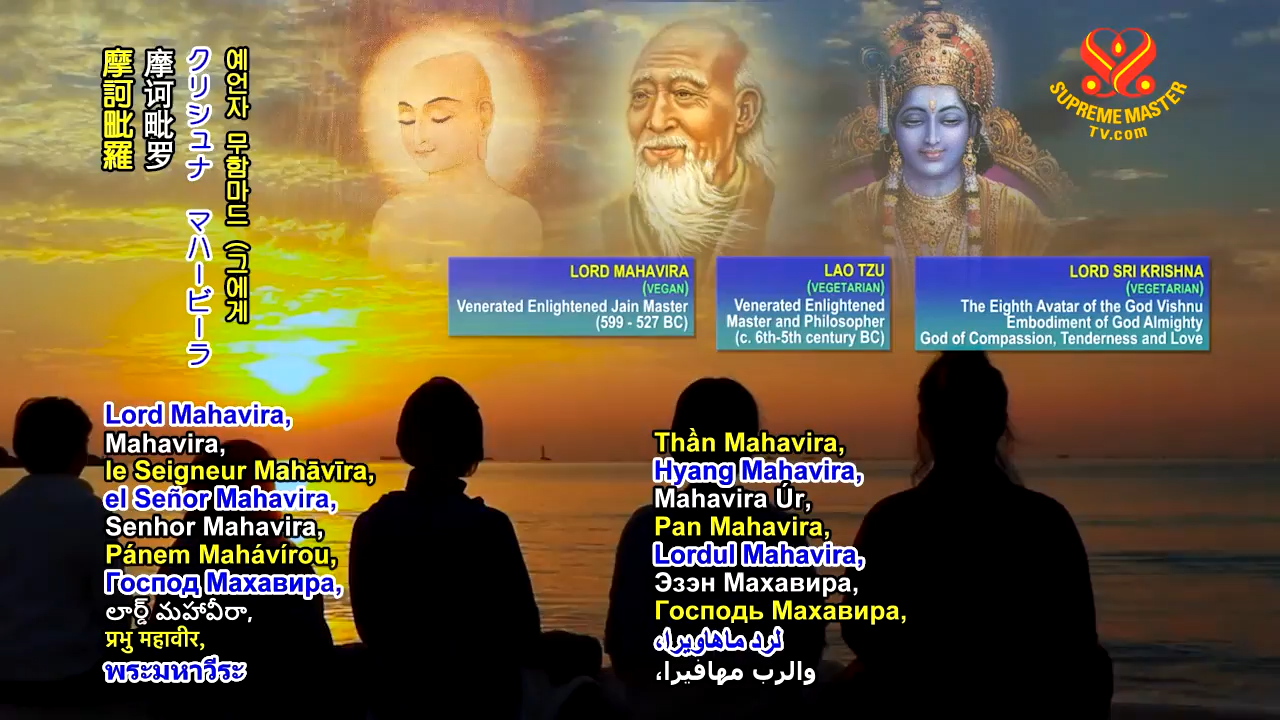 摩訶毗羅
摩诃毗罗
クリシュナ マハービーラ
예언자 무함마드 (그에게
SUPREME MASTER
TV.com
LORD MAHAVIRA
(VEGAN)
Venerated Enlightened Jain Master
(599 - 527 BC)
LAO TZU
(VEGETARIAN)
Venerated Enlightened
Master and Philosopher
(c. 6th-5th century BC)
LORD SRI KRISHNA
(VEGETARIAN)
The Eighth Avatar of the God Vishnu
Embodiment of God Almighty
God of Compassion, Tenderness and Love
Lord Mahavira,
Mahavira,
le Seigneur Mahāvīra,
el Señor Mahavira,
Senhor Mahavira,
Pánem Mahávírou,
Господ Махавира,
లార్డ్ మహావీరా,
प्रभु महावीर,
พระมหาวีระ
Thần Mahavira,
Hyang Mahavira,
Mahavira Úr,
Pan Mahavira,
Lordul Mahavira,
Эзэн Махавира,
Господь Махавира,
لرد ماهاویرا،
والرب مهافيرا،